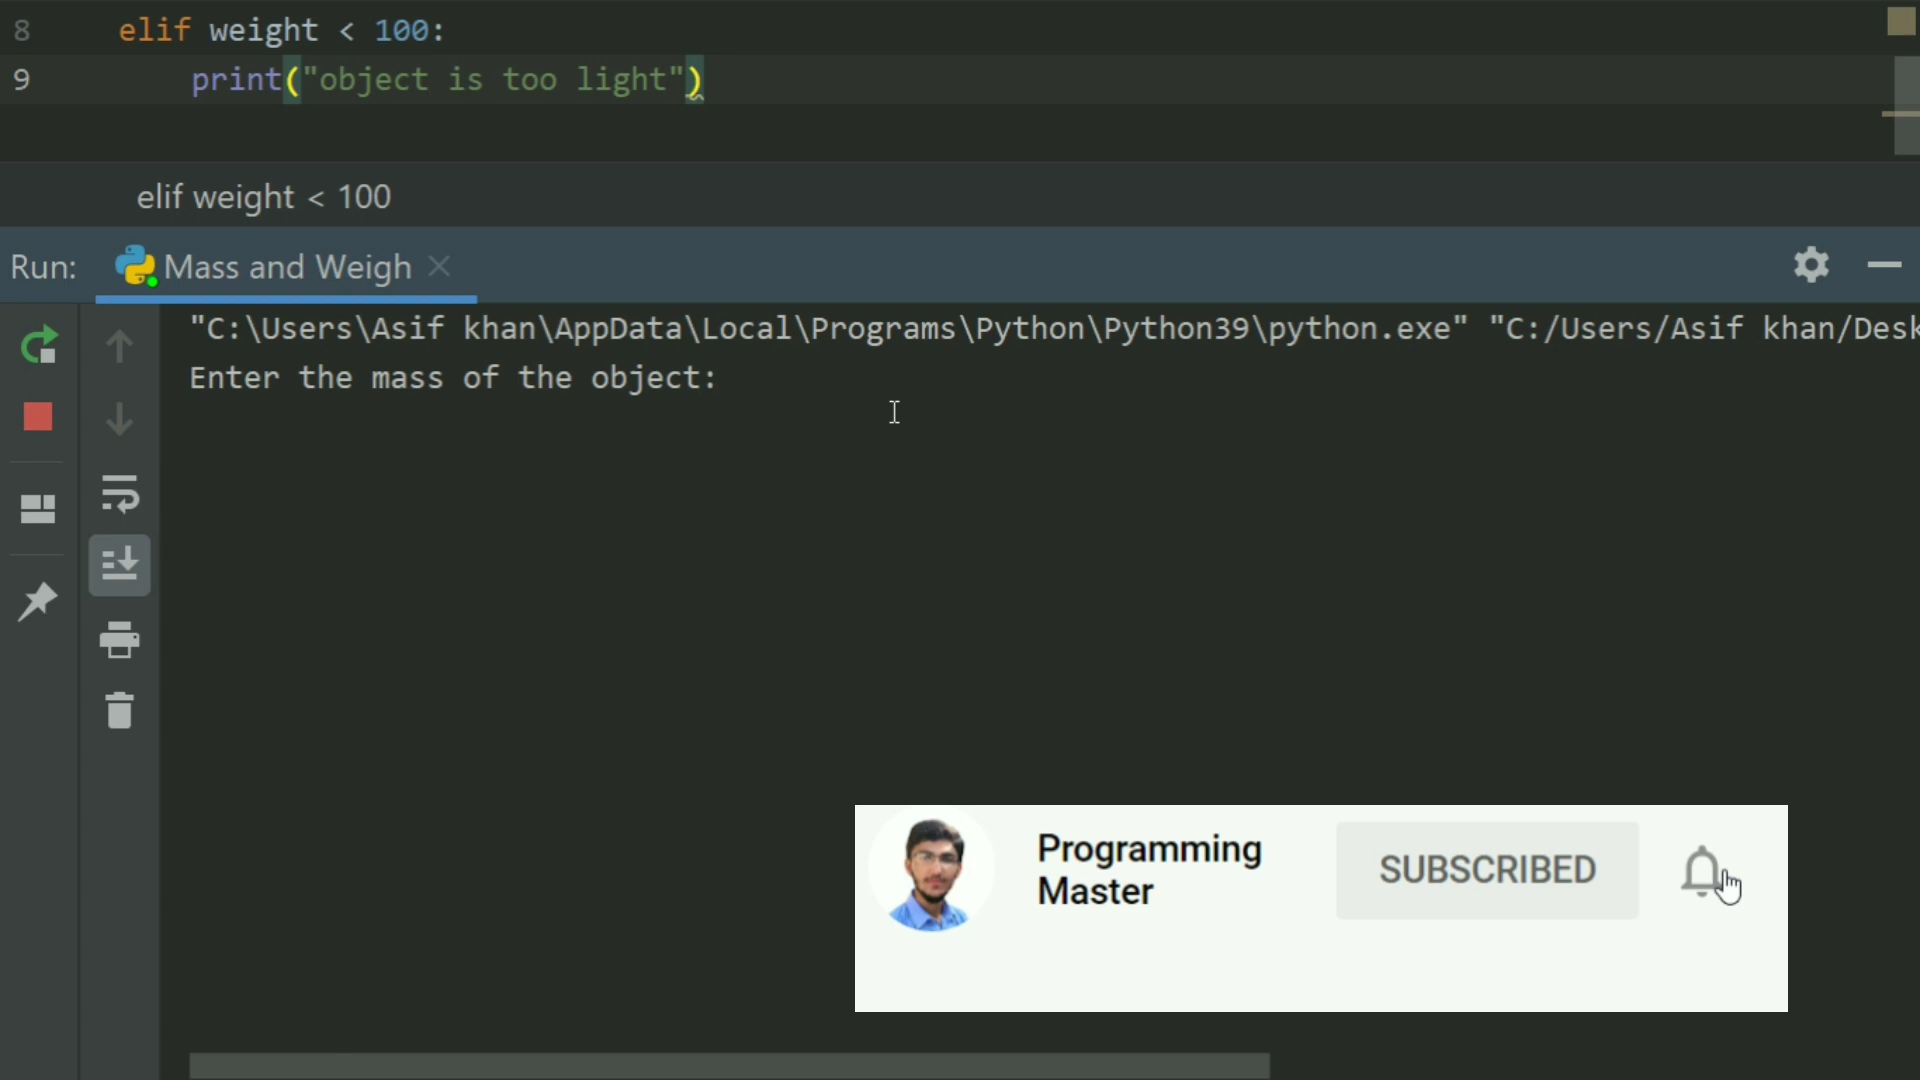 8 elif weight < 100:
9 print("object is too light")
elif weight < 100
Run: Mass and Weigh
"C:\Users\Asif khan\AppData\Local\Programs\Python\Python39\python.exe" "C:/Users/Asif khan/Desk
Enter the mass of the object:
Programming
Master
SUBSCRIBED